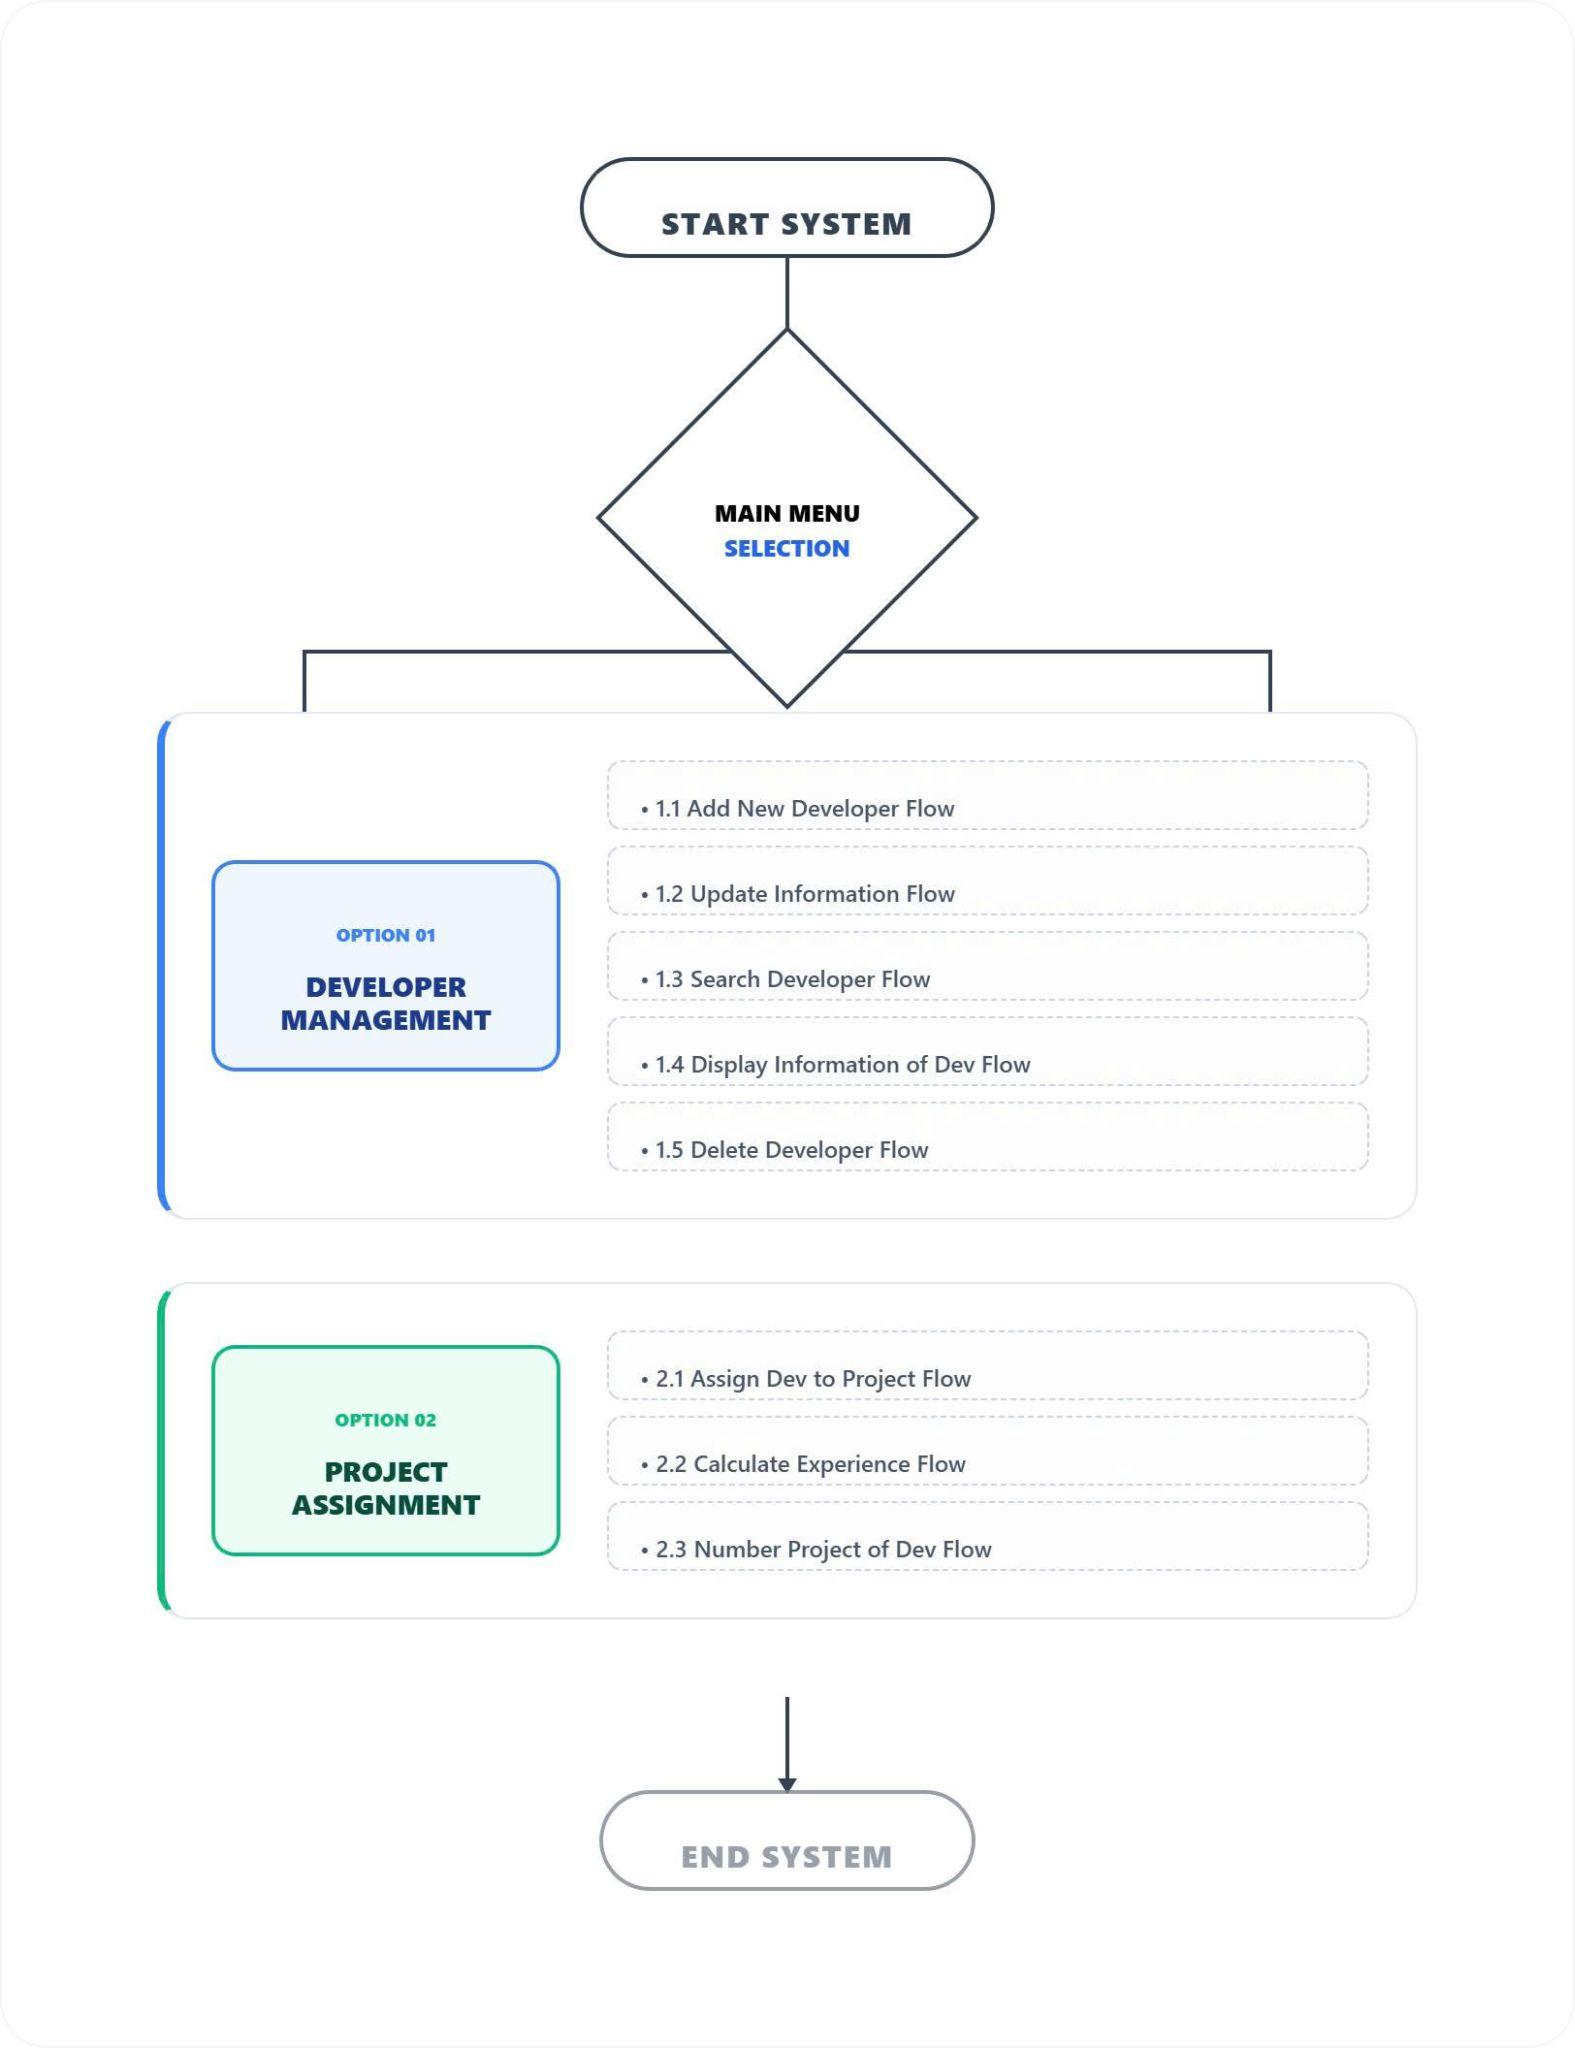 START SYSTEM
MAIN MENU
SELECTION
OPTION 01
DEVELOPER
MANAGEMENT
• 1.1 Add New Developer Flow
• 1.2 Update Information Flow
• 1.3 Search Developer Flow
• 1.4 Display Information of Dev Flow
• 1.5 Delete Developer Flow
OPTION 02
PROJECT
ASSIGNMENT
• 2.1 Assign Dev to Project Flow
• 2.2 Calculate Experience Flow
• 2.3 Number Project of Dev Flow
END SYSTEM